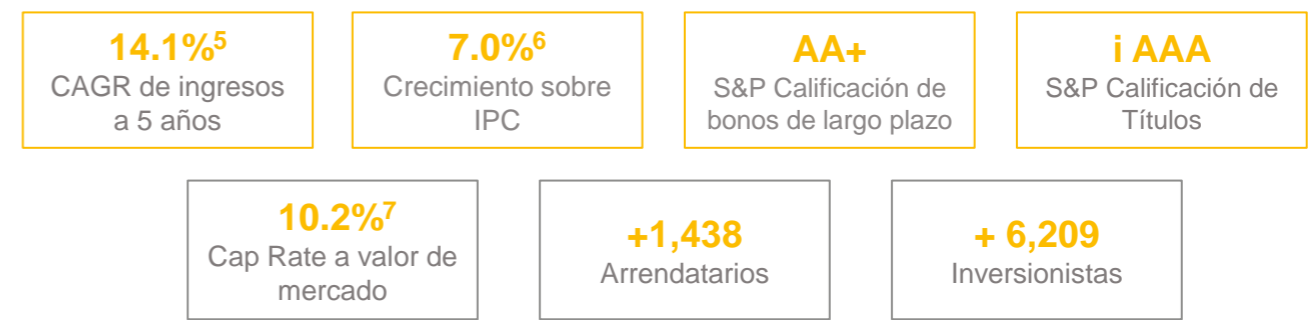 14.1%⁵
CAGR de ingresos
a 5 años
7.0%⁶
Crecimiento sobre
IPC
AA+
S&P Calificación de
bonos de largo plazo
i AAA
S&P Calificación de
Títulos
10.2%⁷
Cap Rate a valor de
mercado
+1,438
Arrendatarios
+ 6,209
Inversionistas